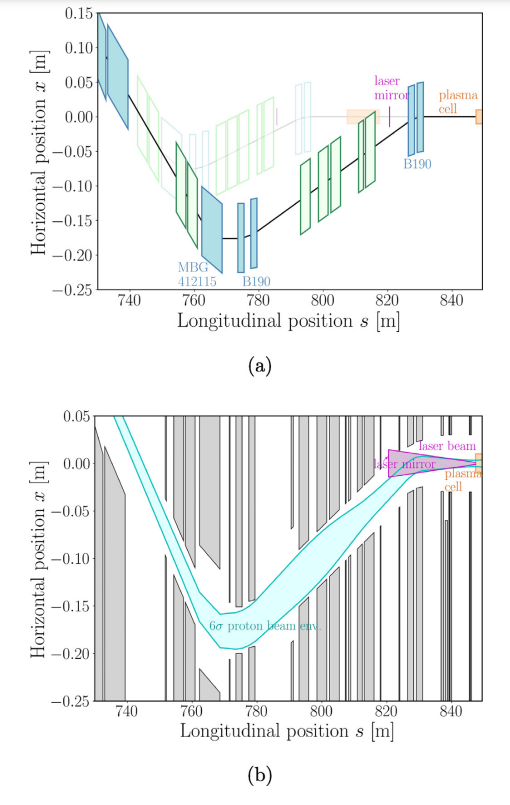 0.15
0.10
0.05
0.00
−0.05
−0.10
−0.15
−0.20
−0.25
Horizontal position x [m]
laser
mirror
plasma
cell
B190
MBG
412115
B190
740 760 780 800 820 840
Longitudinal position s [m]
(a)
0.05
0.00
−0.05
−0.10
−0.15
−0.20
−0.25
Horizontal position x [m]
laser beam
laser mirror
plasma
cell
6σ proton beam env.
740 760 780 800 820 840
Longitudinal position s [m]
(b)